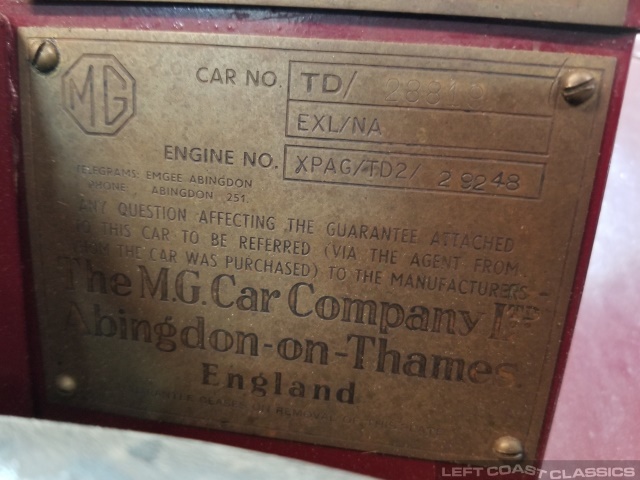 MG
CAR NO. TD/
EXL/NA
ENGINE NO. XPAG/TD2/ 29248
TELEGRAMS: EMGEE ABINGDON
PHONE: ABINGDON 251.
ANY QUESTION AFFECTING THE GUARANTEE ATTACHED
TO THIS CAR TO BE REFERRED (VIA THE AGENT FROM
WHOM THE CAR WAS PURCHASED) TO THE MANUFACTURERS -
The M.G. Car Company LTD
Abingdon-on-Thames.
England
LEFT COAST CLASSICS